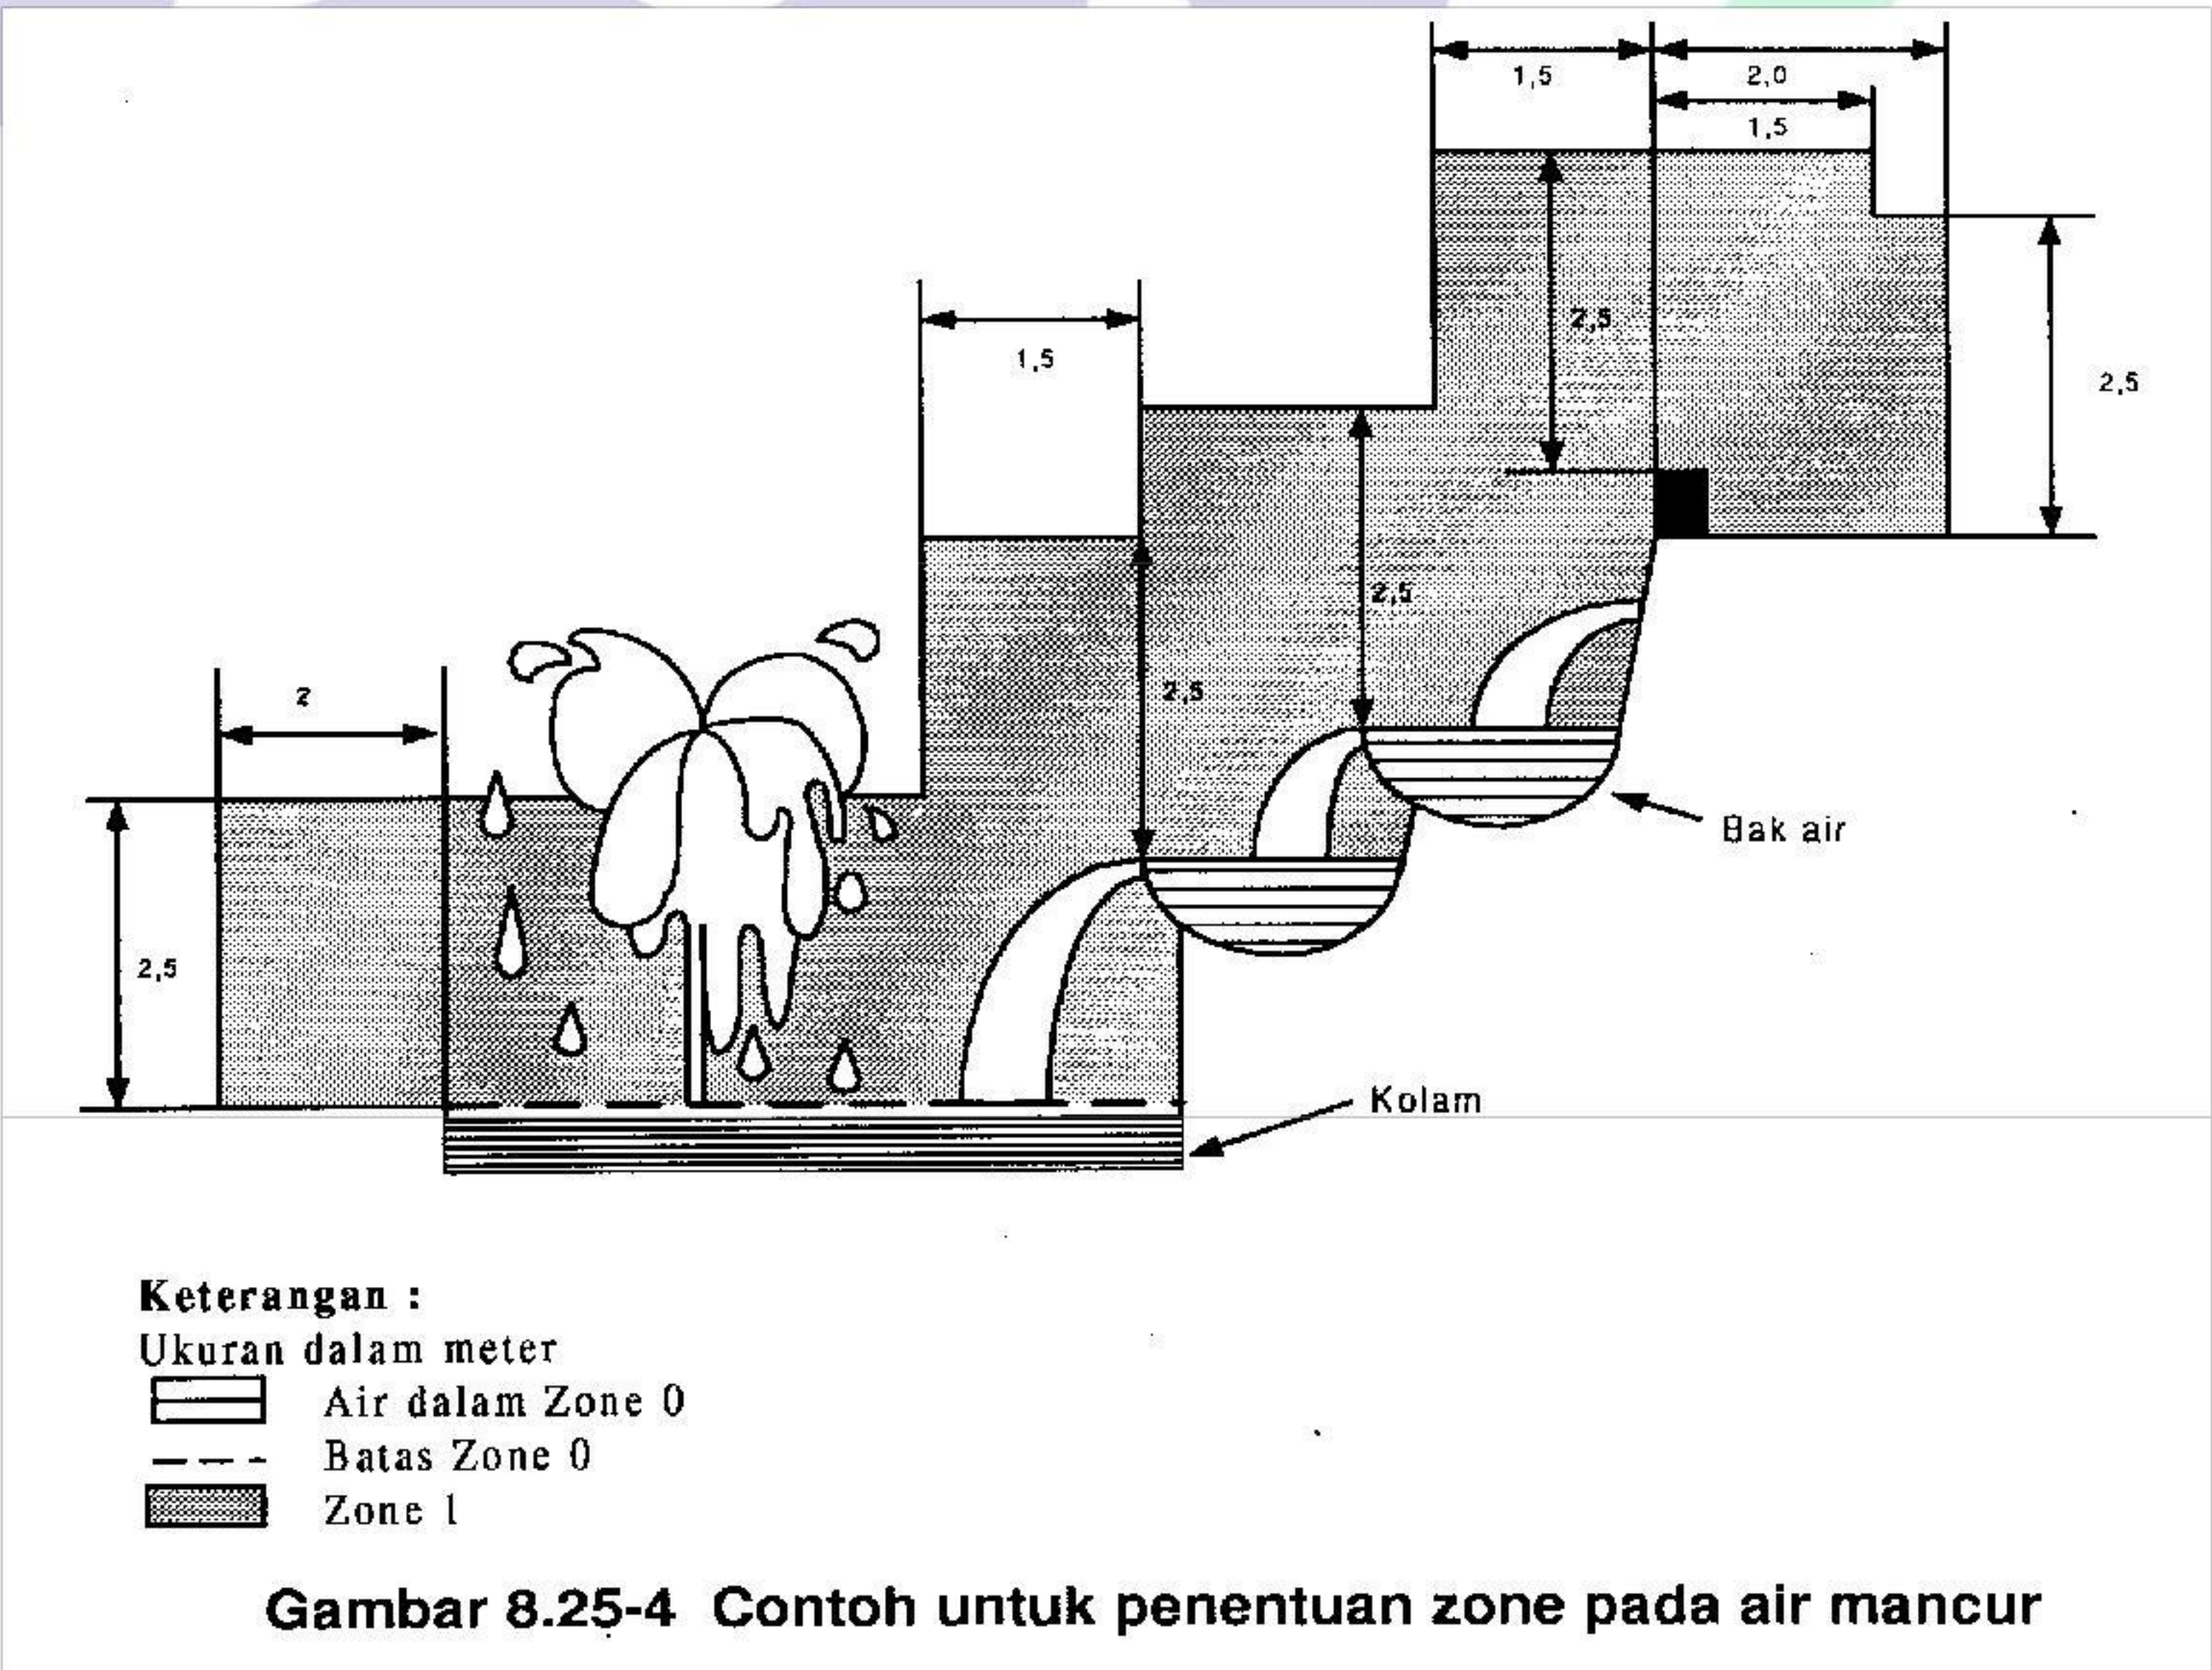 1,5
2,0
1,5
2,5
2,5
1,5
2,5
2,5
2
2,5
Bak air
Kolam
Keterangan :
Ukuran dalam meter
Air dalam Zone 0
Batas Zone 0
Zone 1
Gambar 8.25-4 Contoh untuk penentuan zone pada air mancur